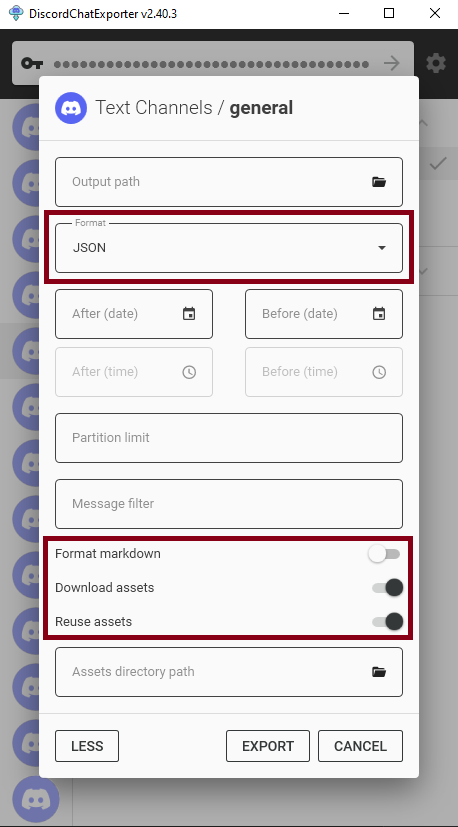 DiscordChatExporter v2.40.3
Text Channels / general
Output path
Format
JSON
After (date)
Before (date)
After (time)
Before (time)
Partition limit
Message filter
Format markdown
Download assets
Reuse assets
Assets directory path
LESS
EXPORT
CANCEL